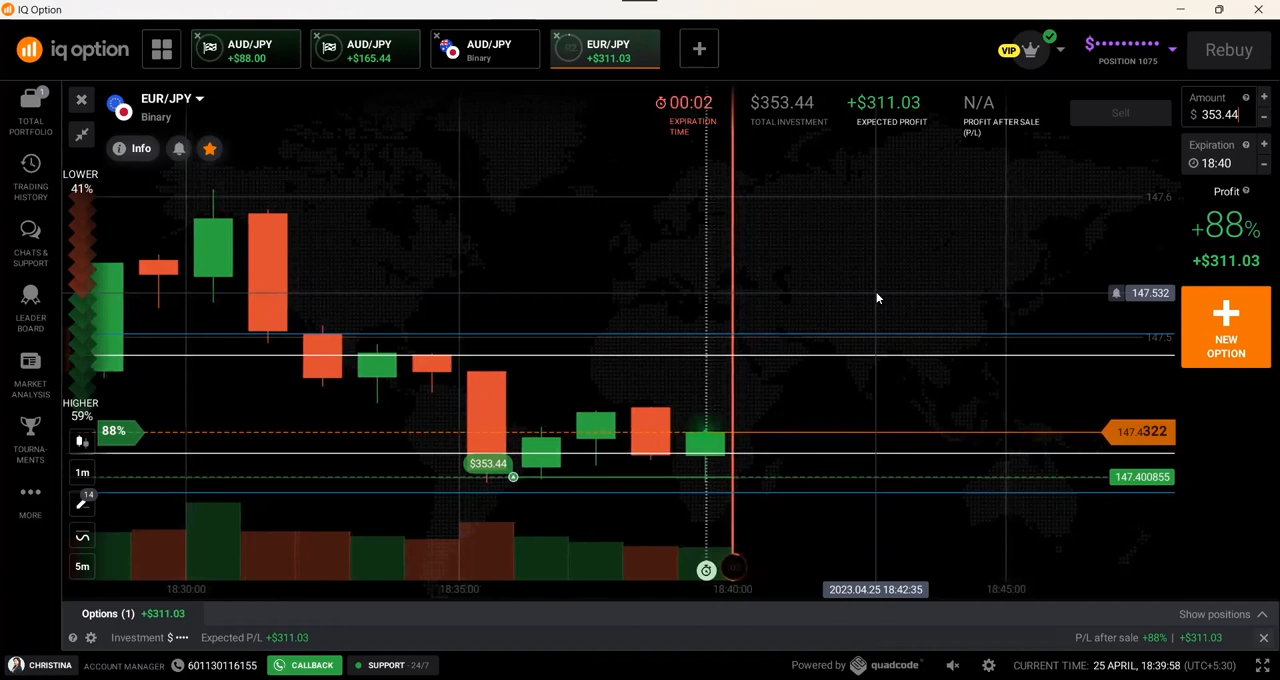 IQ Option
iq option
AUD/JPY
+$88.00
AUD/JPY
+$165.44
AUD/JPY
Binary
EUR/JPY
+$311.03
VIP
$•••••••••••
POSITION 1075
Rebuy
1
TOTAL
PORTFOLIO
TRADING
HISTORY
CHATS &
SUPPORT
LEADER
BOARD
MARKET
ANALYSIS
TOURNA-
MENTS
MORE
EUR/JPY
Binary
Info
LOWER
41%
HIGHER
59%
88%
1m
14
5m
00:02
EXPIRATION
TIME
$353.44
TOTAL INVESTMENT
+$311.03
EXPECTED PROFIT
N/A
PROFIT AFTER SALE
(P/L)
Sell
147.6
147.532
147.5
147.4322
147.400855
$353.44
18:30:00
18:35:00
18:40:00
2023.04.25 18:42:35
18:45:00
Amount
$ 353.44
Expiration
18:40
Profit
+88%
+$311.03
NEW
OPTION
Options (1) +$311.03
Show positions
Investment $ •••• Expected P/L +$311.03
P/L after sale +88% | +$311.03
CHRISTINA ACCOUNT MANAGER 601130116155 CALLBACK SUPPORT - 24/7
Powered by quadcode
CURRENT TIME: 25 APRIL, 18:39:58 (UTC+5:30)